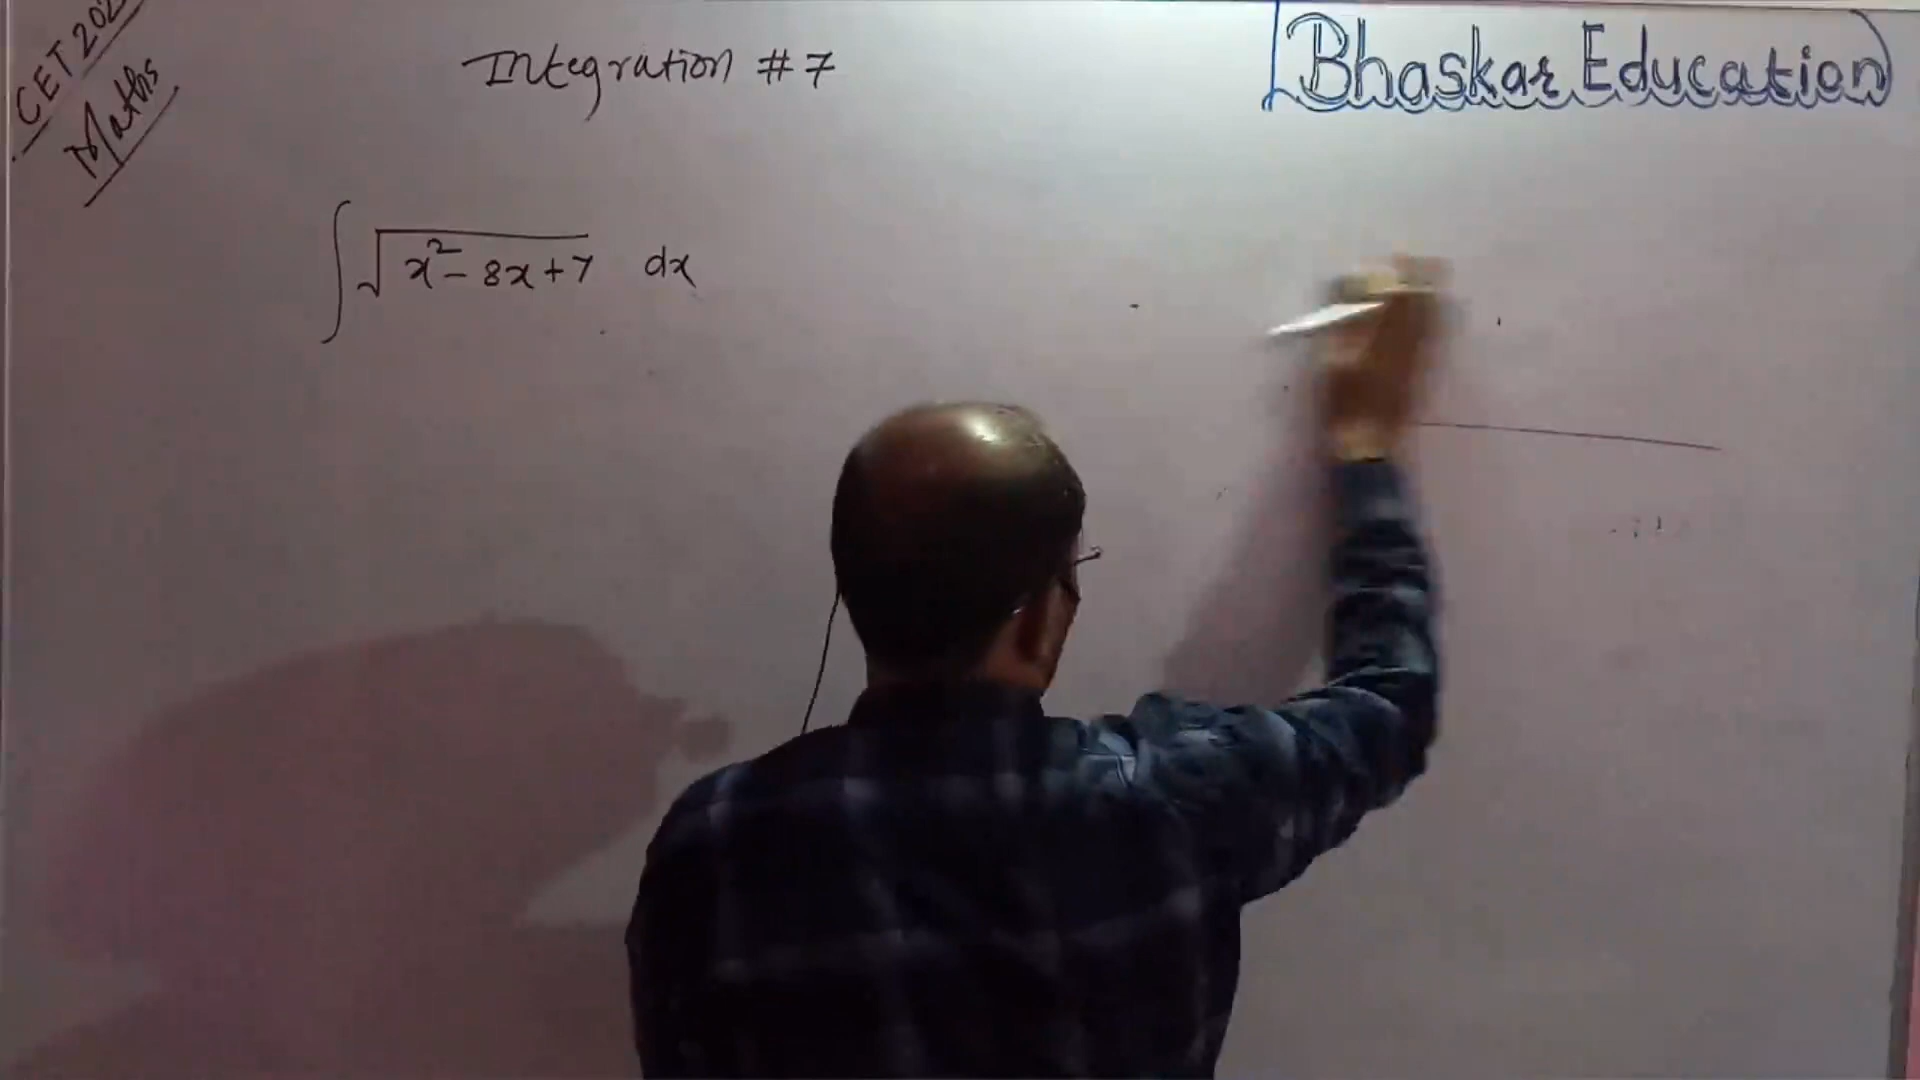 CET 202
Maths
Integration #7
Bhaskar Education
∫√x²-8x+7 dx